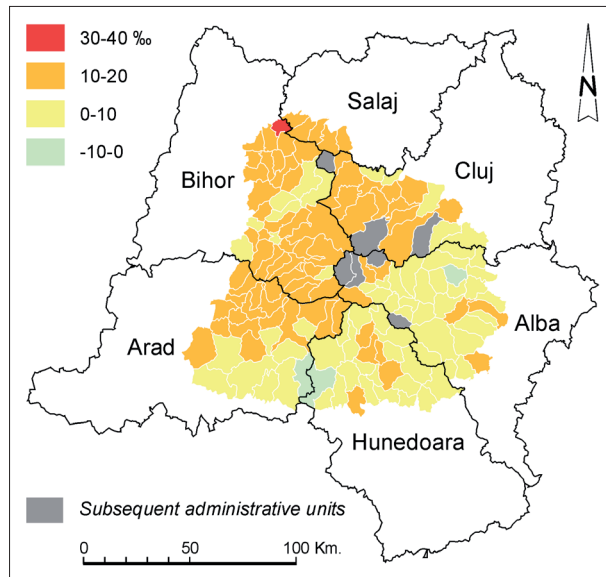 30-40 ‰
10-20
0-10
-10-0
N
Salaj
Cluj
Bihor
Alba
Arad
Hunedoara
Subsequent administrative units
0 50 100 Km.